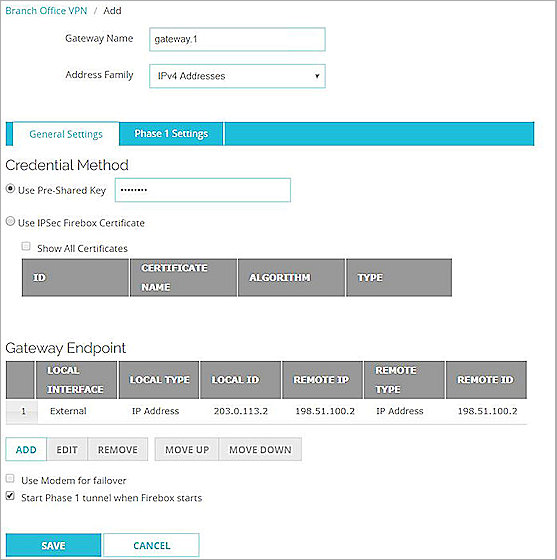 Branch Office VPN / Add
Gateway Name gateway.1
Address Family IPv4 Addresses
General Settings Phase 1 Settings
Credential Method
Use Pre-Shared Key ••••••••
Use IPSec Firebox Certificate
Show All Certificates
ID CERTIFICATE NAME ALGORITHM TYPE
Gateway Endpoint
LOCAL INTERFACE LOCAL TYPE LOCAL ID REMOTE IP REMOTE TYPE REMOTE ID
1 External IP Address 203.0.113.2 198.51.100.2 IP Address 198.51.100.2
ADD EDIT REMOVE MOVE UP MOVE DOWN
Use Modem for failover
Start Phase 1 tunnel when Firebox starts
SAVE CANCEL